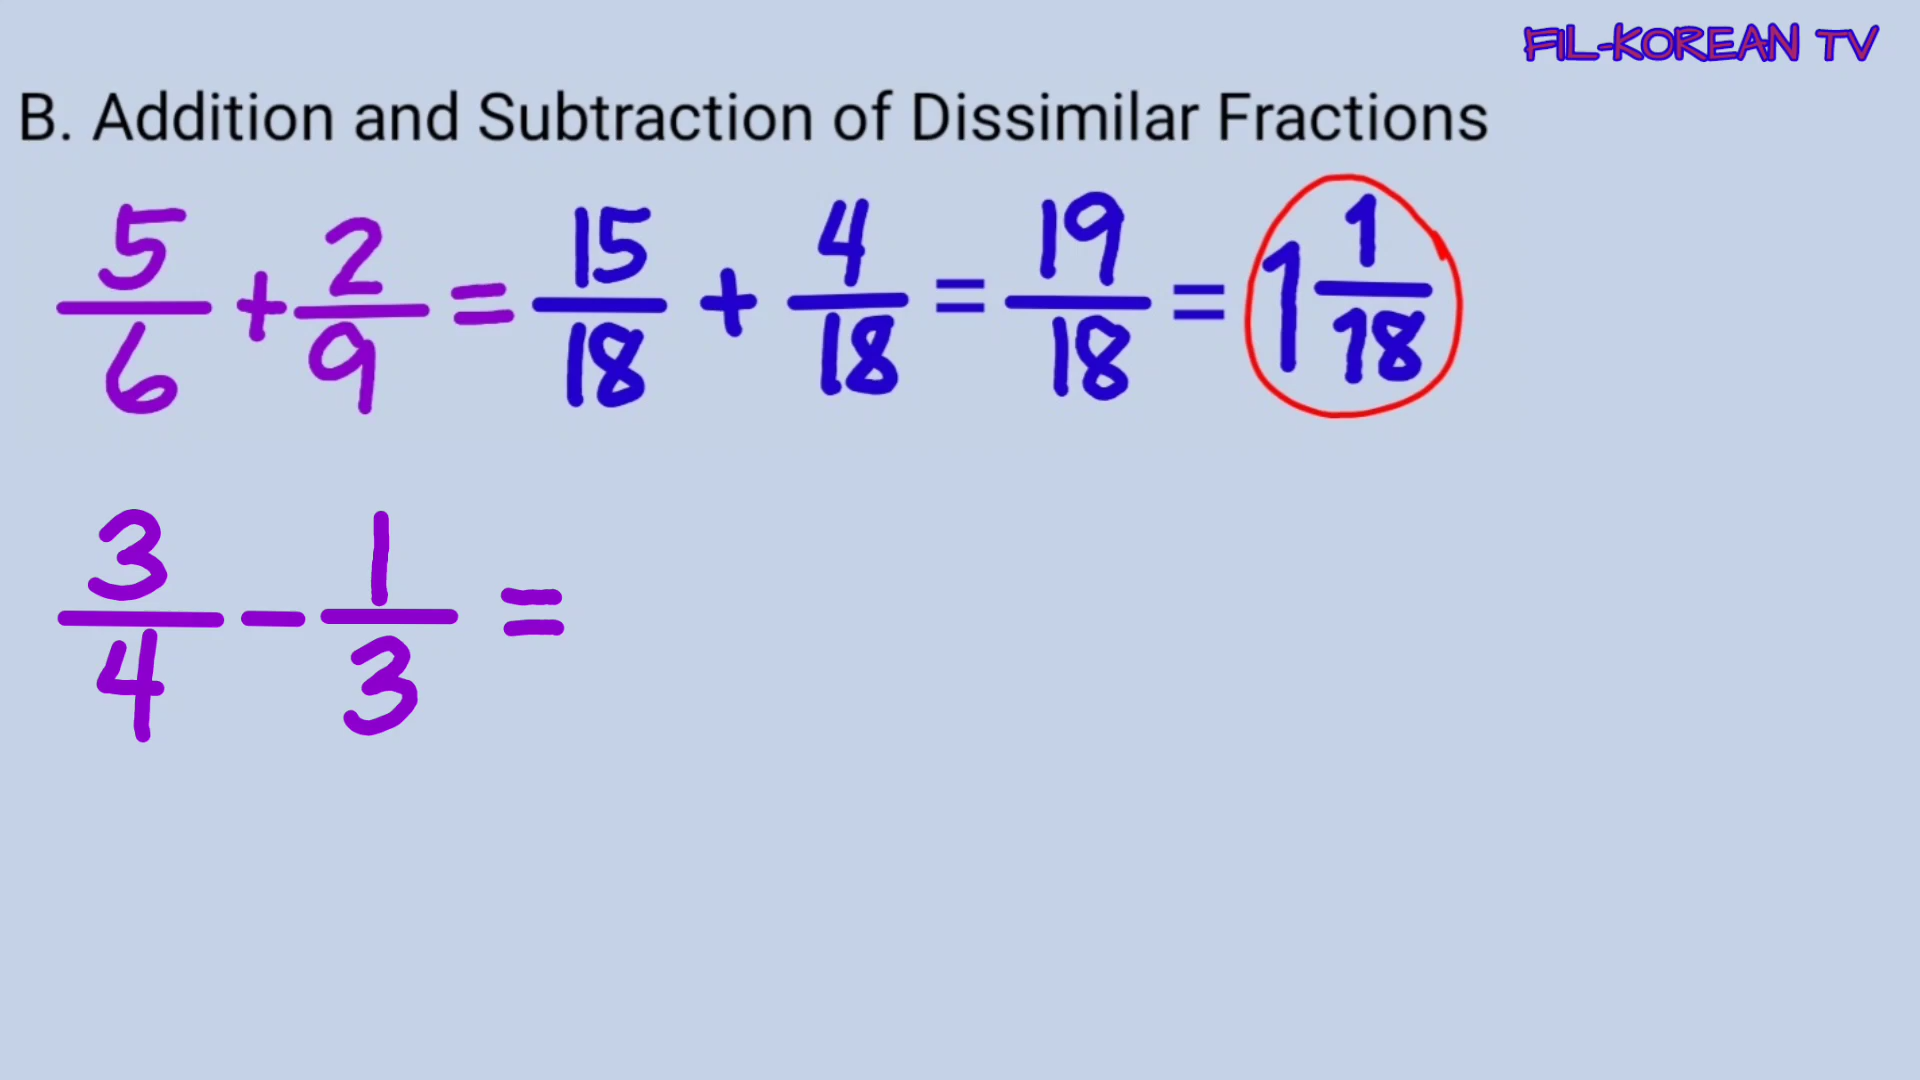 FIL-KOREAN TV
B. Addition and Subtraction of Dissimilar Fractions
5/6 + 2/9 = 15/18 + 4/18 = 19/18 = 1 1/18
3/4 - 1/3 =